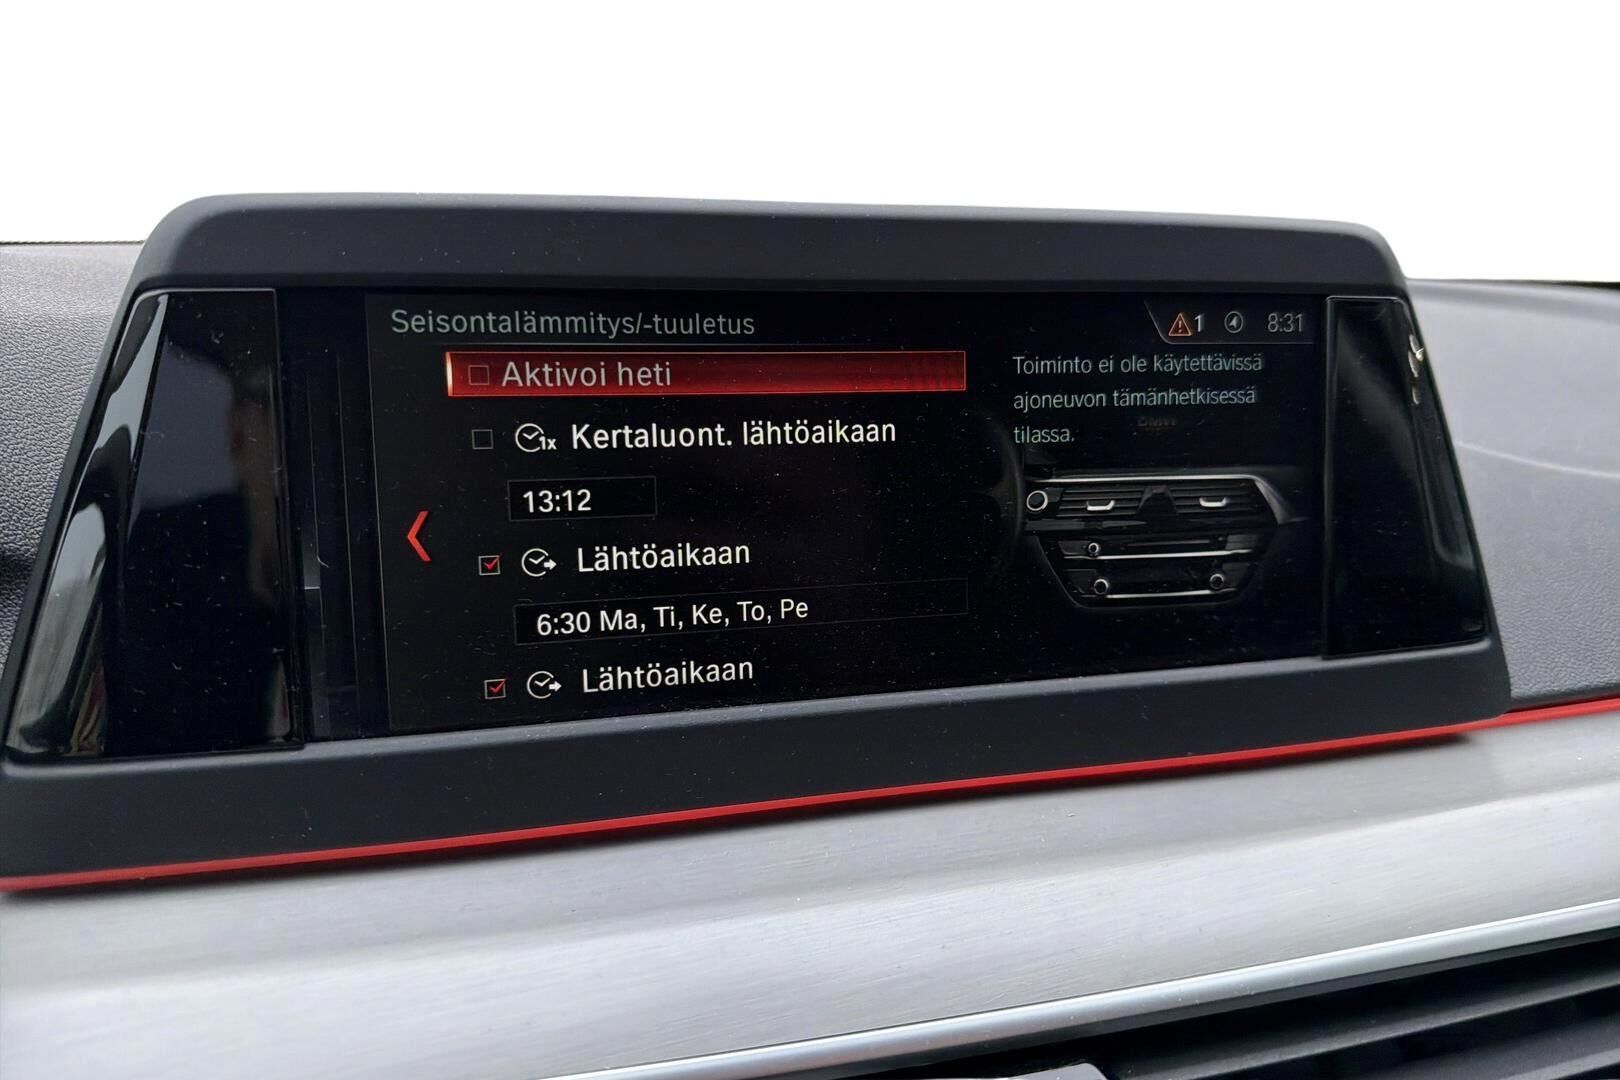 Seisontalämmitys/-tuuletus
1 8:31
Aktivoi heti
1x Kertaluont. lähtöaikaan
13:12
Lähtöaikaan
6:30 Ma, Ti, Ke, To, Pe
Lähtöaikaan
Toiminto ei ole käytettävissä
ajoneuvon tämänhetkisessä
tilassa.